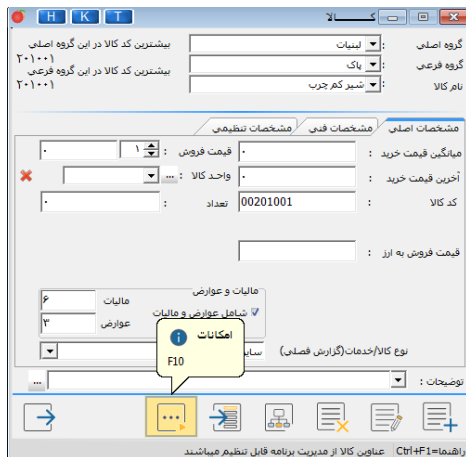 H K T
کـــــالا
گروه اصلی : لبنیات
بیشترین کد کالا در این گروه اصلی
۲۰۱۰۰۱
گروه فرعی : پاک
بیشترین کد کالا در این گروه فرعی
۲۰۱۰۰۱
نام کالا : شیر کم چرب
مشخصات اصلی مشخصات فنی مشخصات تنظیمی
میانگین قیمت خرید : ۰ قیمت فروش : ۱ ۰
آخرین قیمت خرید : ۰ واحد کالا : ...
کد کالا : 00201001 تعداد : ۰
قیمت فروش به ارز :
مالیات و عوارض
شامل عوارض و مالیات
مالیات ۶
عوارض ۳
نوع کالا/خدمات(گزارش فصلی)
امکانات
F10
توضیحات : ...
راهنما=Ctrl+F1 عناوین کالا از مدیریت برنامه قابل تنظیم میباشند